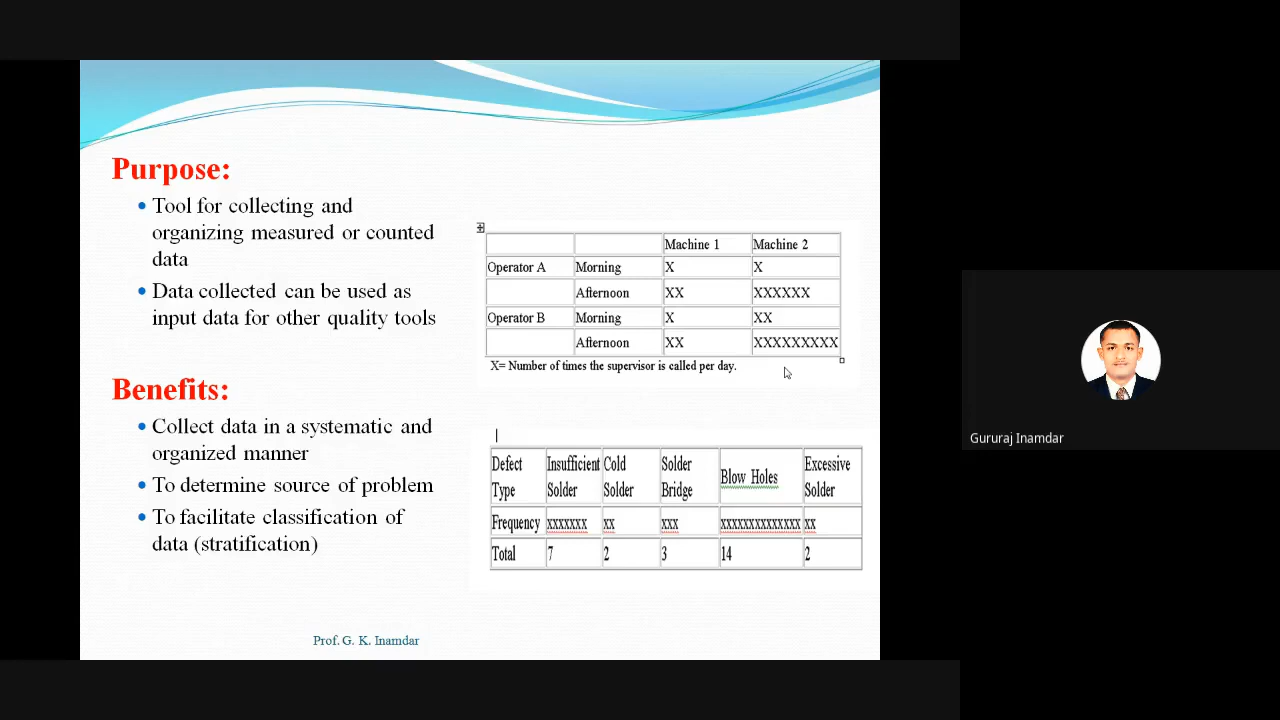 Purpose:
• Tool for collecting and
organizing measured or counted
data
• Data collected can be used as
input data for other quality tools
Benefits:
• Collect data in a systematic and
organized manner
• To determine source of problem
• To facilitate classification of
data (stratification)
Machine 1 Machine 2
Operator A Morning X X
Afternoon XX XXXXXX
Operator B Morning X XX
Afternoon XX XXXXXXXXX
X= Number of times the supervisor is called per day.
Defect Type Insufficient Solder Cold Solder Solder Bridge Blow Holes Excessive Solder
Frequency xxxxxxx xx xxx xxxxxxxxxxxxxx xx
Total 7 2 3 14 2
Prof. G. K. Inamdar
Gururaj Inamdar